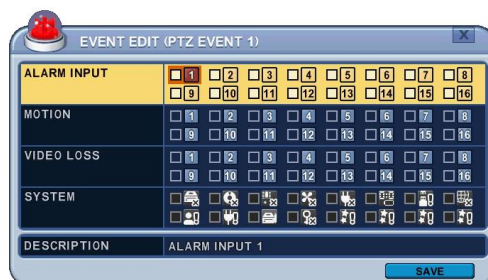 EVENT EDIT (PTZ EVENT 1)
X
ALARM INPUT
1 2 3 4 5 6 7 8
9 10 11 12 13 14 15 16
MOTION
1 2 3 4 5 6 7 8
9 10 11 12 13 14 15 16
VIDEO LOSS
1 2 3 4 5 6 7 8
9 10 11 12 13 14 15 16
SYSTEM
DESCRIPTION
ALARM INPUT 1
SAVE